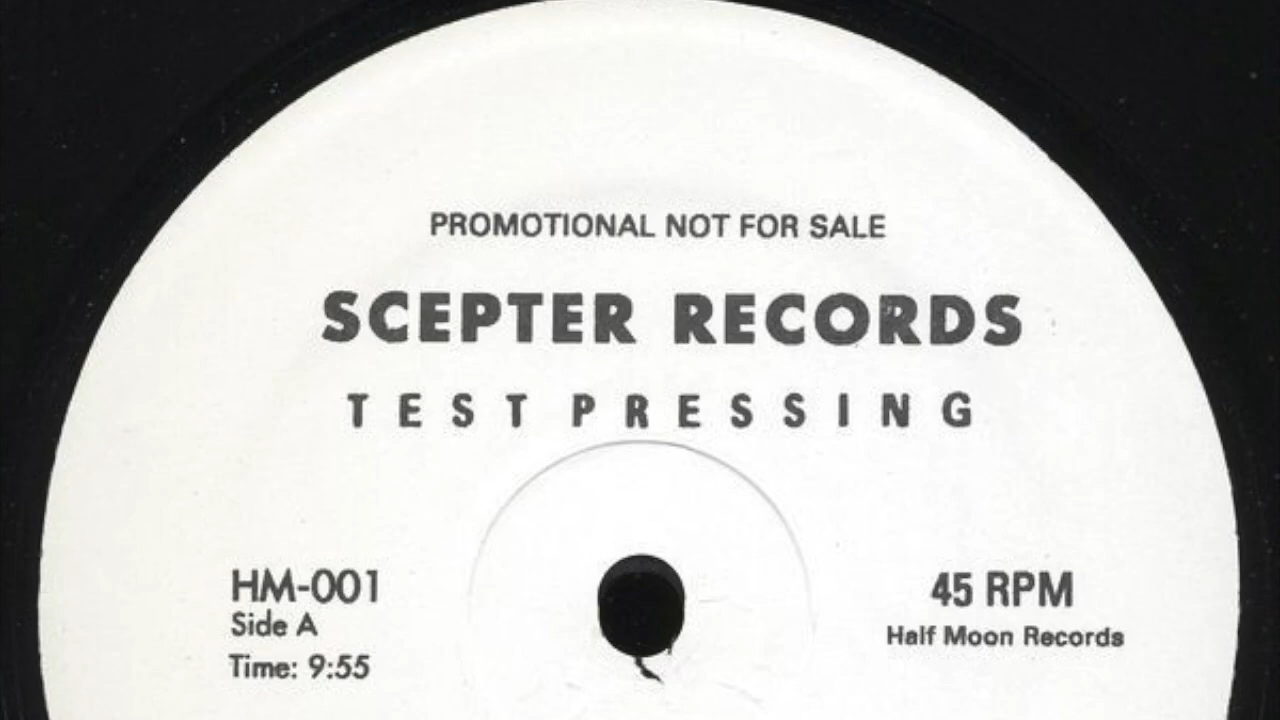 PROMOTIONAL NOT FOR SALE
SCEPTER RECORDS
TEST PRESSING
HM-001
Side A
Time: 9:55
45 RPM
Half Moon Records